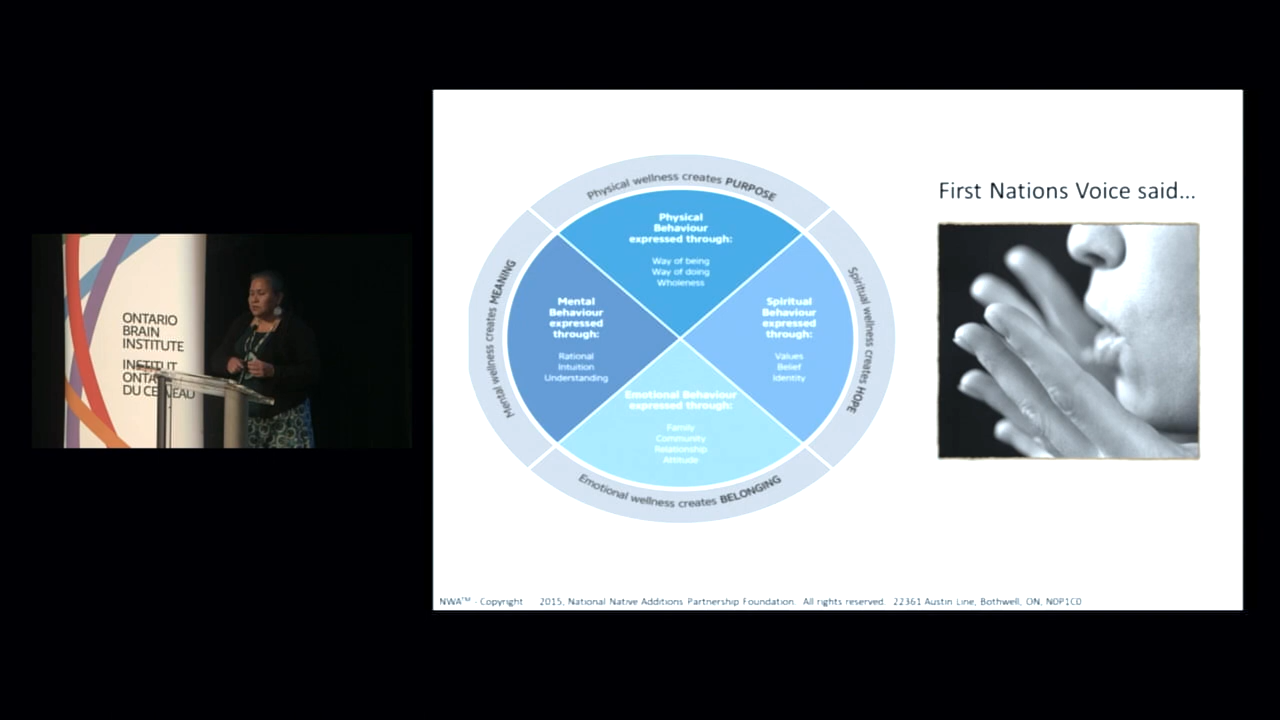 ONTARIO
BRAIN
INSTITUTE
INSTITUT
DU CERVEAU
First Nations Voice said...
Physical wellness creates PURPOSE
Physical
Behaviour
expressed through:
Way of being
Way of doing
Wholeness
Mental wellness creates MEANING
Mental
Behaviour
expressed
through:
Rational
Intuition
Understanding
Spiritual
Behaviour
expressed
through:
Values
Belief
Identity
Spiritual wellness creates HOPE
Emotional Behaviour
expressed through:
Family
Community
Relationship
Attitude
Emotional wellness creates BELONGING
NWA™ - Copyright 2015, National Native Additions Partnership Foundation. All rights reserved. 22361 Austin Line, Bothwell, ON, N0P1C0